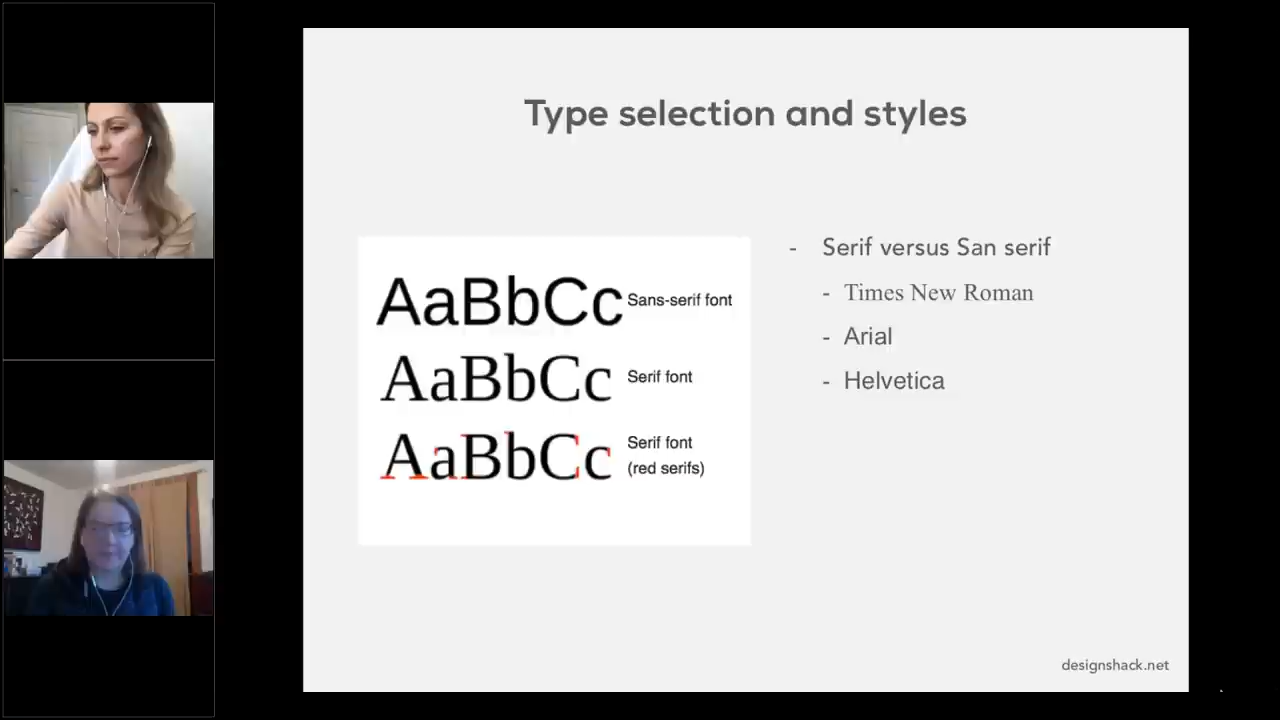 Type selection and styles
AaBbCc Sans-serif font
AaBbCc Serif font
AaBbCc Serif font
(red serifs)
- Serif versus San serif
- Times New Roman
- Arial
- Helvetica
designshack.net